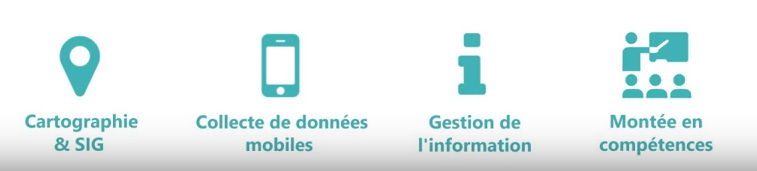 Cartographie
& SIG
Collecte de données
mobiles
Gestion de
l'information
Montée en
compétences